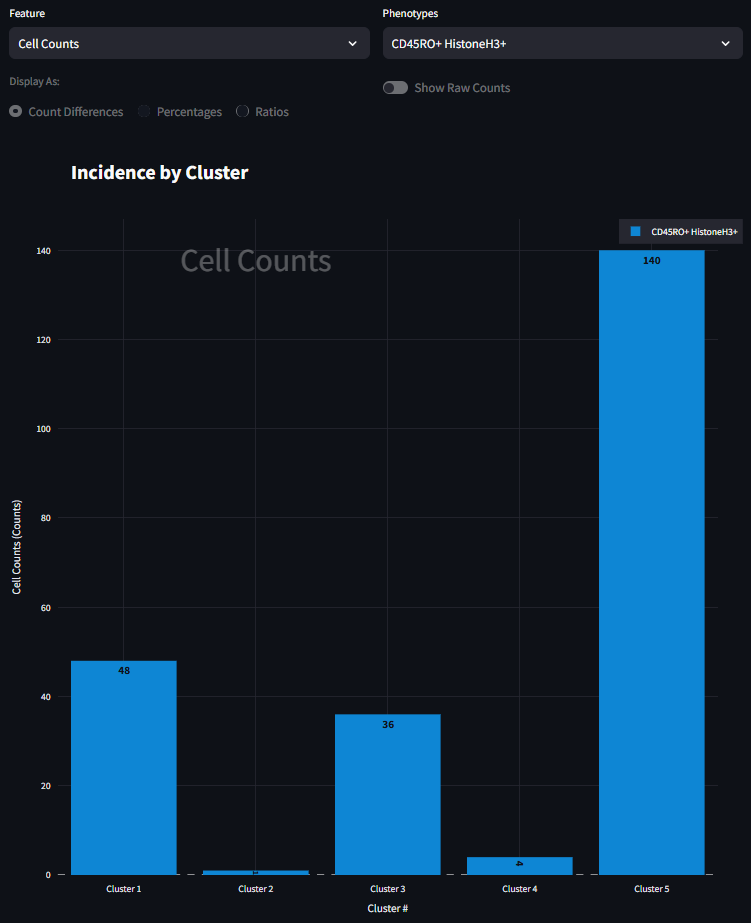 Feature
Phenotypes
Cell Counts
CD45RO+ HistoneH3+
Display As:
Show Raw Counts
Count Differences
Percentages
Ratios
Incidence by Cluster
Cell Counts
CD45RO+ HistoneH3+
140
120
100
80
60
40
20
0
Cell Counts (Counts)
48
1
36
4
140
Cluster 1
Cluster 2
Cluster 3
Cluster 4
Cluster 5
Cluster #